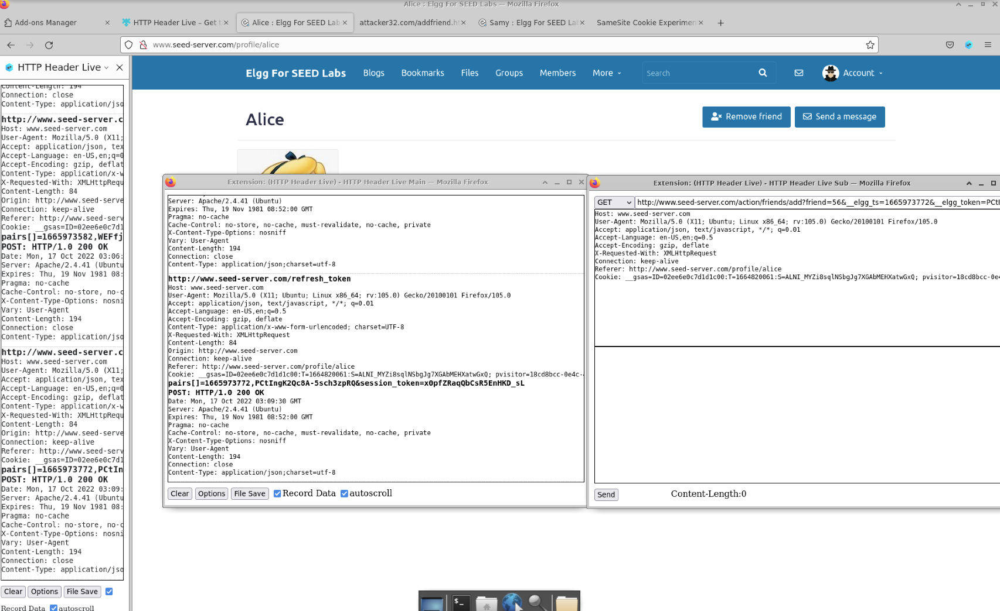 Alice : Elgg For SEED Labs — Mozilla Firefox
Add-ons Manager
HTTP Header Live – Get t
Alice : Elgg For SEED Lab
attacker32.com/addfriend.ht
Samy : Elgg For SEED Lal
SameSite Cookie Experimen
www.seed-server.com/profile/alice
HTTP Header Live
Elgg For SEED Labs
Blogs
Bookmarks
Files
Groups
Members
More
Search
Account
Alice
Remove friend
Send a message
Content-Length: 194
Connection: close
Content-Type: application/jso
http://www.seed-server.c
Host: www.seed-server.com
User-Agent: Mozilla/5.0 (X11;
Accept: application/json, tex
Accept-Language: en-US,en;q=0
Accept-Encoding: gzip, deflat
Content-Type: application/x-w
X-Requested-With: XMLHttpRequ
Content-Length: 84
Origin: http://www.seed-serve
Connection: keep-alive
Referer: http://www.seed-serv
Cookie: __gsas=ID=02ee6e0c7d1
pairs[]=1665973582,WEFfj
POST: HTTP/1.0 200 OK
Date: Mon, 17 Oct 2022 03:06:
Server: Apache/2.4.41 (Ubuntu
Expires: Thu, 19 Nov 1981 08:
Pragma: no-cache
Cache-Control: no-store, no-c
X-Content-Type-Options: nosni
Vary: User-Agent
Content-Length: 194
Connection: close
Content-Type: application/jso
http://www.seed-server.c
Host: www.seed-server.com
User-Agent: Mozilla/5.0 (X11;
Accept: application/json, tex
Accept-Language: en-US,en;q=0
Accept-Encoding: gzip, deflat
Content-Type: application/x-w
X-Requested-With: XMLHttpRequ
Content-Length: 84
Origin: http://www.seed-serve
Connection: keep-alive
Referer: http://www.seed-serv
Cookie: __gsas=ID=02ee6e0c7d1
pairs[]=1665973772,PCtIn
POST: HTTP/1.0 200 OK
Date: Mon, 17 Oct 2022 03:09:
Server: Apache/2.4.41 (Ubuntu
Expires: Thu, 19 Nov 1981 08:
Pragma: no-cache
Cache-Control: no-store, no-c
X-Content-Type-Options: nosni
Vary: User-Agent
Content-Length: 194
Connection: close
Content-Type: application/jso
Clear
Options
File Save
Record Data
autoscroll
Extension: (HTTP Header Live) - HTTP Header Live Main — Mozilla Firefox
Server: Apache/2.4.41 (Ubuntu)
Expires: Thu, 19 Nov 1981 08:52:00 GMT
Pragma: no-cache
Cache-Control: no-store, no-cache, must-revalidate, no-cache, private
X-Content-Type-Options: nosniff
Vary: User-Agent
Content-Length: 194
Connection: close
Content-Type: application/json;charset=utf-8
http://www.seed-server.com/refresh_token
Host: www.seed-server.com
User-Agent: Mozilla/5.0 (X11; Ubuntu; Linux x86_64; rv:105.0) Gecko/20100101 Firefox/105.0
Accept: application/json, text/javascript, */*; q=0.01
Accept-Language: en-US,en;q=0.5
Accept-Encoding: gzip, deflate
Content-Type: application/x-www-form-urlencoded; charset=UTF-8
X-Requested-With: XMLHttpRequest
Content-Length: 84
Origin: http://www.seed-server.com
Connection: keep-alive
Referer: http://www.seed-server.com/profile/alice
Cookie: __gsas=ID=02ee6e0c7d1d1c00:T=1664820061:S=ALNI_MYZi8sqlNSbgJg7XGAbMEHXatwGxQ; pvisitor=18cd8bcc-0e4c-
pairs[]=1665973772,PCtIngK2Qc8A-5sch3zpRQ&session_token=x0pfZRaqQbCsR5EnHKD_sL
POST: HTTP/1.0 200 OK
Date: Mon, 17 Oct 2022 03:09:30 GMT
Server: Apache/2.4.41 (Ubuntu)
Expires: Thu, 19 Nov 1981 08:52:00 GMT
Pragma: no-cache
Cache-Control: no-store, no-cache, must-revalidate, no-cache, private
X-Content-Type-Options: nosniff
Vary: User-Agent
Content-Length: 194
Connection: close
Content-Type: application/json;charset=utf-8
Clear
Options
File Save
Record Data
autoscroll
Extension: (HTTP Header Live) - HTTP Header Live Sub — Mozilla Firefox
GET
http://www.seed-server.com/action/friends/add?friend=56&__elgg_ts=1665973772&__elgg_token=PCtI
Host: www.seed-server.com
User-Agent: Mozilla/5.0 (X11; Ubuntu; Linux x86_64; rv:105.0) Gecko/20100101 Firefox/105.0
Accept: application/json, text/javascript, */*; q=0.01
Accept-Language: en-US,en;q=0.5
Accept-Encoding: gzip, deflate
X-Requested-With: XMLHttpRequest
Connection: keep-alive
Referer: http://www.seed-server.com/profile/alice
Cookie: __gsas=ID=02ee6e0c7d1d1c00:T=1664820061:S=ALNI_MYZi8sqlNSbgJg7XGAbMEHXatwGxQ; pvisitor=18cd8bcc-0e4
Send
Content-Length:0
$_